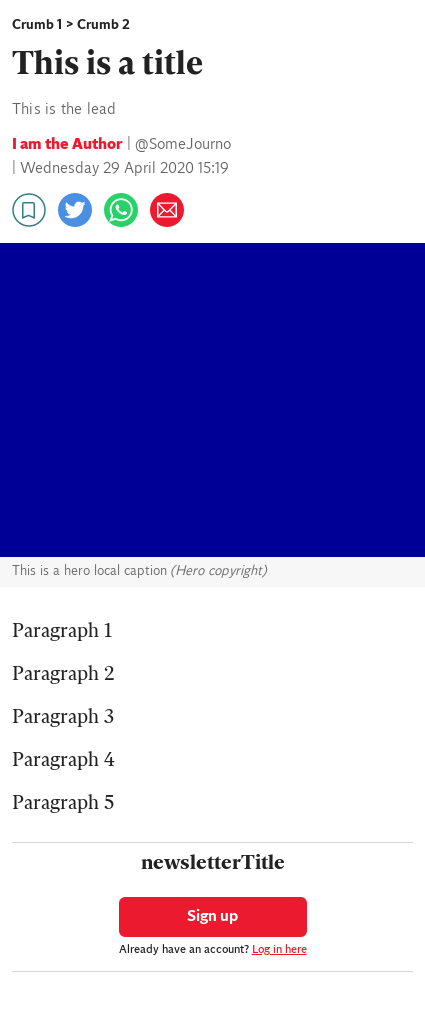 Crumb 1 > Crumb 2
This is a title
This is the lead
I am the Author | @SomeJourno
| Wednesday 29 April 2020 15:19
This is a hero local caption (Hero copyright)
Paragraph 1
Paragraph 2
Paragraph 3
Paragraph 4
Paragraph 5
newsletterTitle
Sign up
Already have an account? Log in here